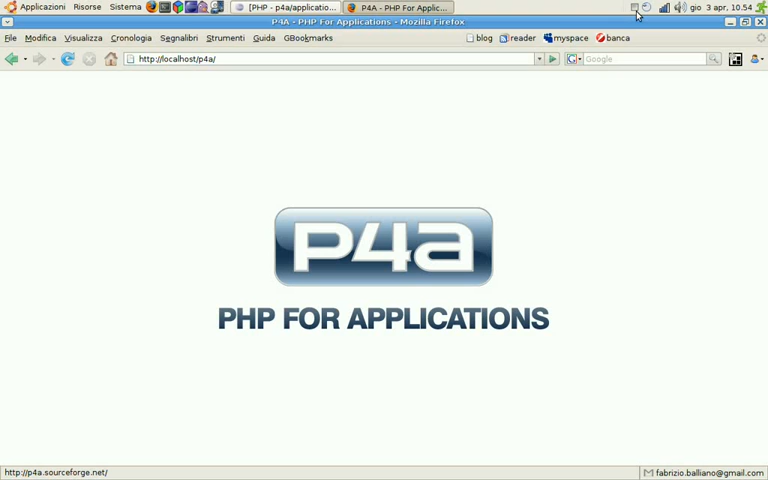 Applicazioni Risorse Sistema [PHP - p4a/applicatio... P4A - PHP For Applic... gio 3 apr, 10.54
P4A - PHP For Applications - Mozilla Firefox
File Modifica Visualizza Cronologia Segnalibri Strumenti Guida GBookmarks blog reader myspace banca
http://localhost/p4a/ G Google
P4a
PHP FOR APPLICATIONS
http://p4a.sourceforge.net/ fabrizio.balliano@gmail.com